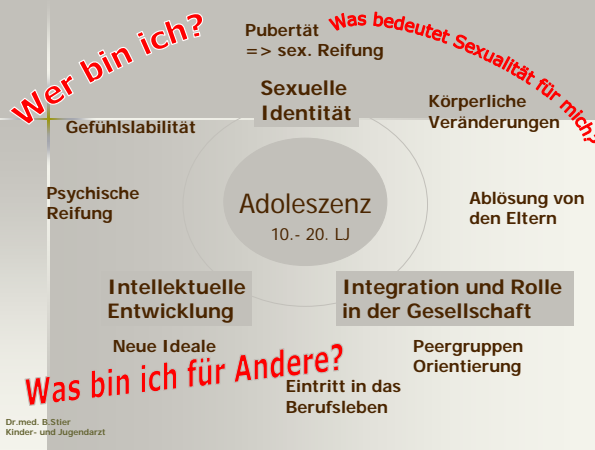 Wer bin ich?
Pubertät
=> sex. Reifung
Was bedeutet Sexualität für mich?
Sexuelle
Identität
Körperliche
Veränderungen
Gefühlslabilität
Psychische
Reifung
Adoleszenz
10.- 20. LJ
Ablösung von
den Eltern
Intellektuelle
Entwicklung
Integration und Rolle
in der Gesellschaft
Neue Ideale
Peergruppen
Orientierung
Was bin ich für Andere?
Eintritt in das
Berufsleben
Dr.med. B.Stier
Kinder- und Jugendarzt